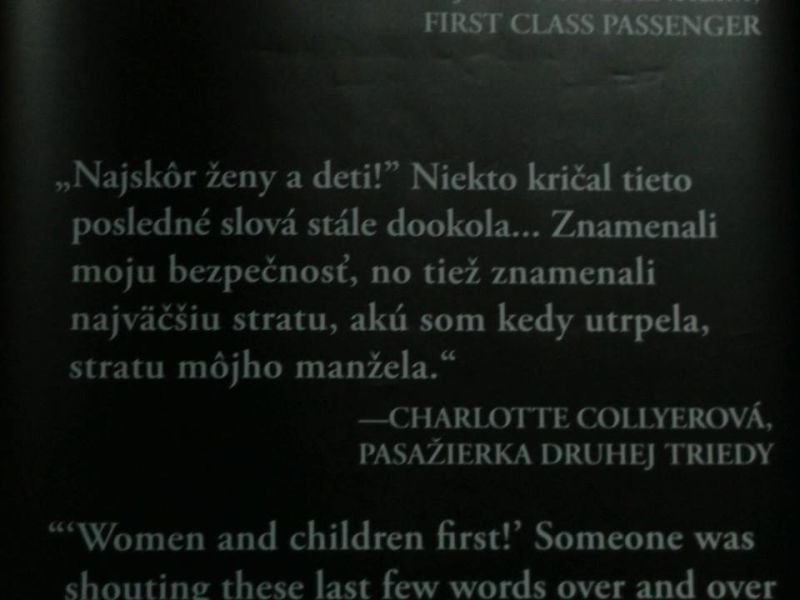 FIRST CLASS PASSENGER
„Najskôr ženy a deti!” Niekto kričal tieto
posledné slová stále dookola... Znamenali
moju bezpečnosť, no tiež znamenali
najväčšiu stratu, akú som kedy utrpela,
stratu môjho manžela.“
—CHARLOTTE COLLYEROVÁ,
PASAŽIERKA DRUHEJ TRIEDY
“‘Women and children first!’ Someone was
shouting these last few words over and over